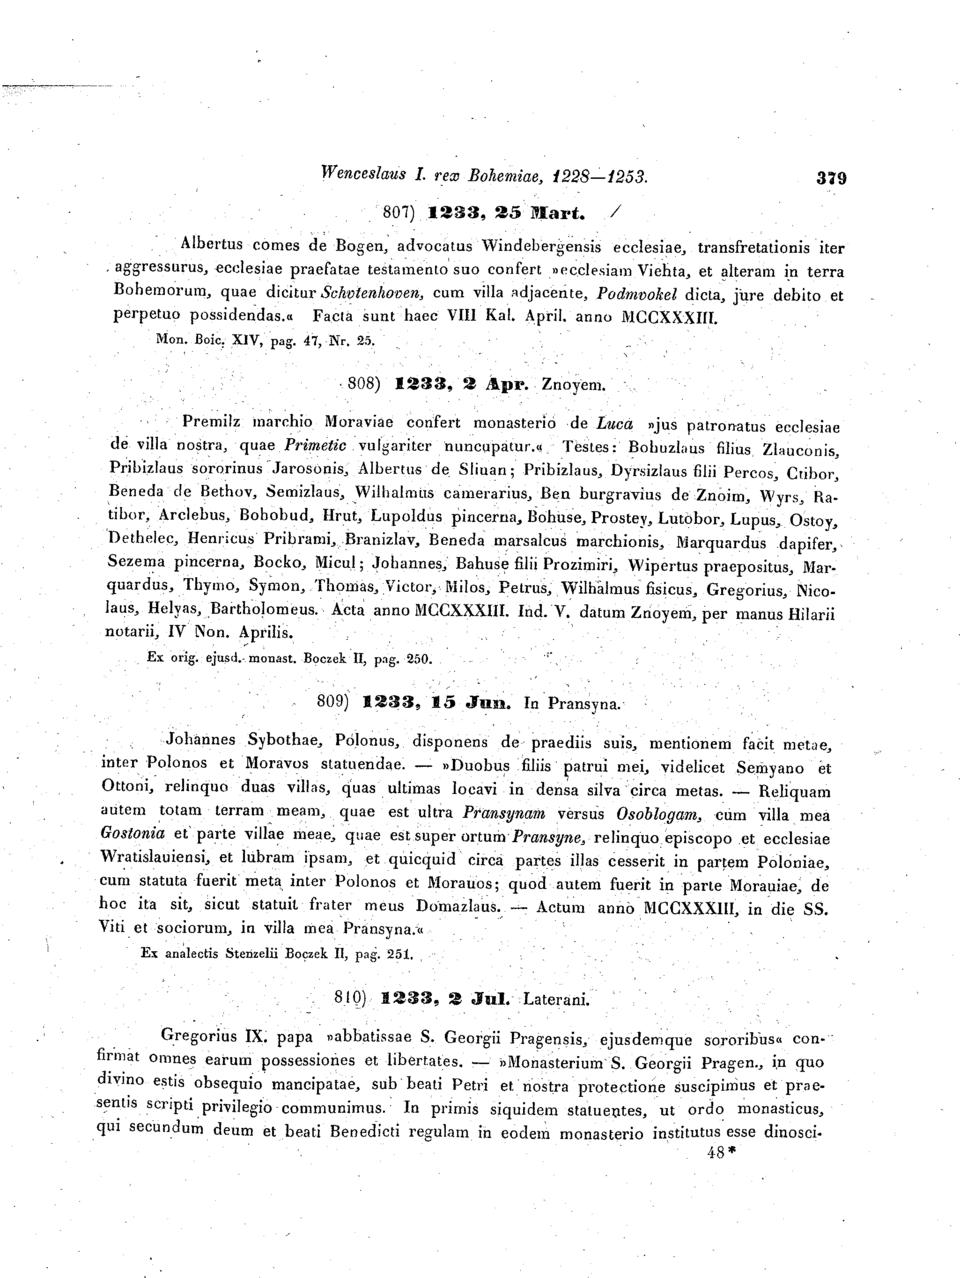 Wenceslaus I. rex Bohemiae, 1228—1253. 379
807) 1233, 25 Mart. /
Albertus comes de Bogen, advocatus Windebergensis ecclesiae, transfretationis iter
aggressurus, ecclesiae praefatae testamento suo confert »ecclesiam Viehta, et alteram in terra
Bohemorum, quae dicitur Schvtenhoven, cum villa adjacente, Podmvokel dicta, jure debito et
perpetuo possidendas.« Facta sunt haec VIII Kal. April. anno MCCXXXIII.
Mon. Boic. XIV, pag. 47, Nr. 25.
808) 1233, 2 Apr. Znoyem.
Premilz marchio Moraviae confert monasterio de Luca »jus patronatus ecclesiae
de villa nostra, quae Primetic vulgariter nuncupatur.« Testes: Bohuzlaus filius Zlauconis,
Pribizlaus sororinus Jarosonis, Albertus de Sliuan; Pribizlaus, Dyrsizlaus filii Percos, Ctibor,
Beneda de Bethov, Semizlaus, Wilhalmus camerarius, Ben burgravius de Znoim, Wyrs, Ra-
tibor, Arclebus, Bohobud, Hrut, Lupoldus pincerna, Bohuse, Prostey, Lutobor, Lupus, Ostoy,
Dethelec, Henricus Pribrami, Branizlav, Beneda marsalcus marchionis, Marquardus dapifer,
Sezema pincerna, Bocko, Micul; Johannes, Bahuse filii Prozimiri, Wipertus praepositus, Mar-
quardus, Thymo, Symon, Thomas, Victor, Milos, Petrus, Wilhalmus fisicus, Gregorius, Nico-
laus, Helyas, Bartholomeus. Acta anno MCCXXXIII. Ind. V. datum Znoyem, per manus Hilarii
notarii, IV Non. Aprilis.
Ex orig. ejusd. monast. Boczek II, pag. 250.
809) 1233, 15 Jun. In Pransyna.
Johannes Sybothae, Polonus, disponens de praediis suis, mentionem facit metae,
inter Polonos et Moravos statuendae. — »Duobus filiis patrui mei, videlicet Semyano et
Ottoni, relinquo duas villas, quas ultimas locavi in densa silva circa metas. — Reliquam
autem totam terram meam, quae est ultra Pransynam versus Osoblogam, cum villa mea
Gostonia et parte villae meae, quae est super ortum Pransyne, relinquo episcopo et ecclesiae
Wratislauiensi, et lubram ipsam, et quicquid circa partes illas cesserit in partem Poloniae,
cum statuta fuerit meta inter Polonos et Morauos; quod autem fuerit in parte Morauiae, de
hoc ita sit, sicut statuit frater meus Domazlaus. — Actum anno MCCXXXIII, in die SS.
Viti et sociorum, in villa mea Pransyna.«
Ex analectis Stenzelii Boczek II, pag. 251.
810) 1233, 2 Jul. Laterani.
Gregorius IX. papa »abbatissae S. Georgii Pragensis, ejusdemque sororibus« con-
firmat omnes earum possessiones et libertates. — »Monasterium S. Georgii Pragen., in quo
divino estis obsequio mancipatae, sub beati Petri et nostra protectione suscipimus et prae-
sentis scripti privilegio communimus. In primis siquidem statuentes, ut ordo monasticus,
qui secundum deum et beati Benedicti regulam in eodem monasterio institutus esse dinosci-
48*